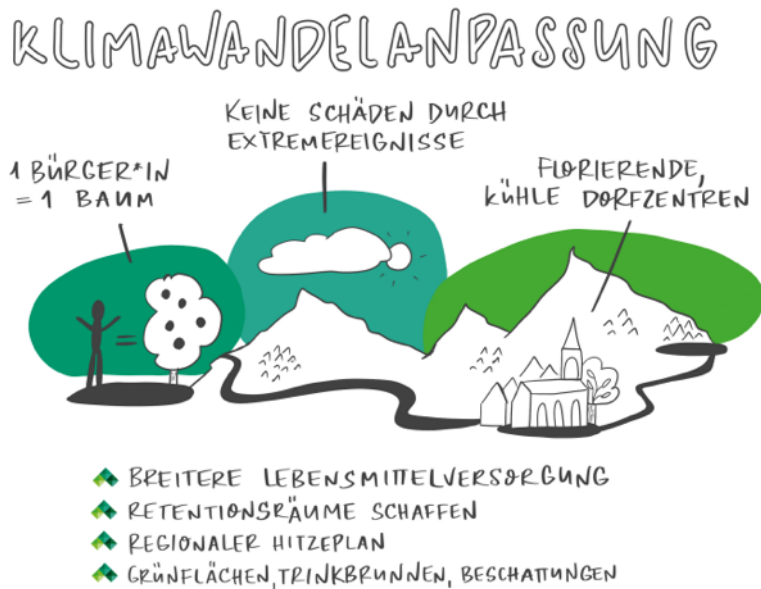 KLIMAWANDELANPASSUNG
KEINE SCHÄDEN DURCH
EXTREMEREIGNISSE
1 BÜRGER*IN
= 1 BAUM
FLORIERENDE,
KÜHLE DORFZENTREN
=
BREITERE LEBENSMITTELVERSORGUNG
RETENTIONSRÄUME SCHAFFEN
REGIONALER HITZEPLAN
GRÜNFLÄCHEN, TRINKBRUNNEN, BESCHATTUNGEN